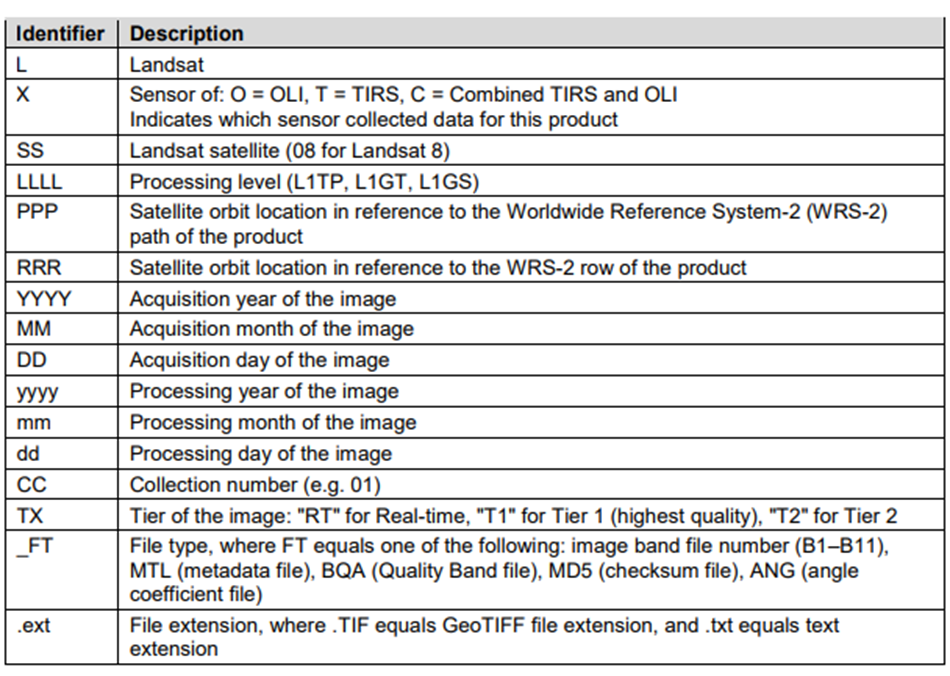 Identifier Description
L Landsat
X Sensor of: O = OLI, T = TIRS, C = Combined TIRS and OLI
Indicates which sensor collected data for this product
SS Landsat satellite (08 for Landsat 8)
LLLL Processing level (L1TP, L1GT, L1GS)
PPP Satellite orbit location in reference to the Worldwide Reference System-2 (WRS-2)
path of the product
RRR Satellite orbit location in reference to the WRS-2 row of the product
YYYY Acquisition year of the image
MM Acquisition month of the image
DD Acquisition day of the image
yyyy Processing year of the image
mm Processing month of the image
dd Processing day of the image
CC Collection number (e.g. 01)
TX Tier of the image: "RT" for Real-time, "T1" for Tier 1 (highest quality), "T2" for Tier 2
_FT File type, where FT equals one of the following: image band file number (B1–B11),
MTL (metadata file), BQA (Quality Band file), MD5 (checksum file), ANG (angle
coefficient file)
.ext File extension, where .TIF equals GeoTIFF file extension, and .txt equals text
extension